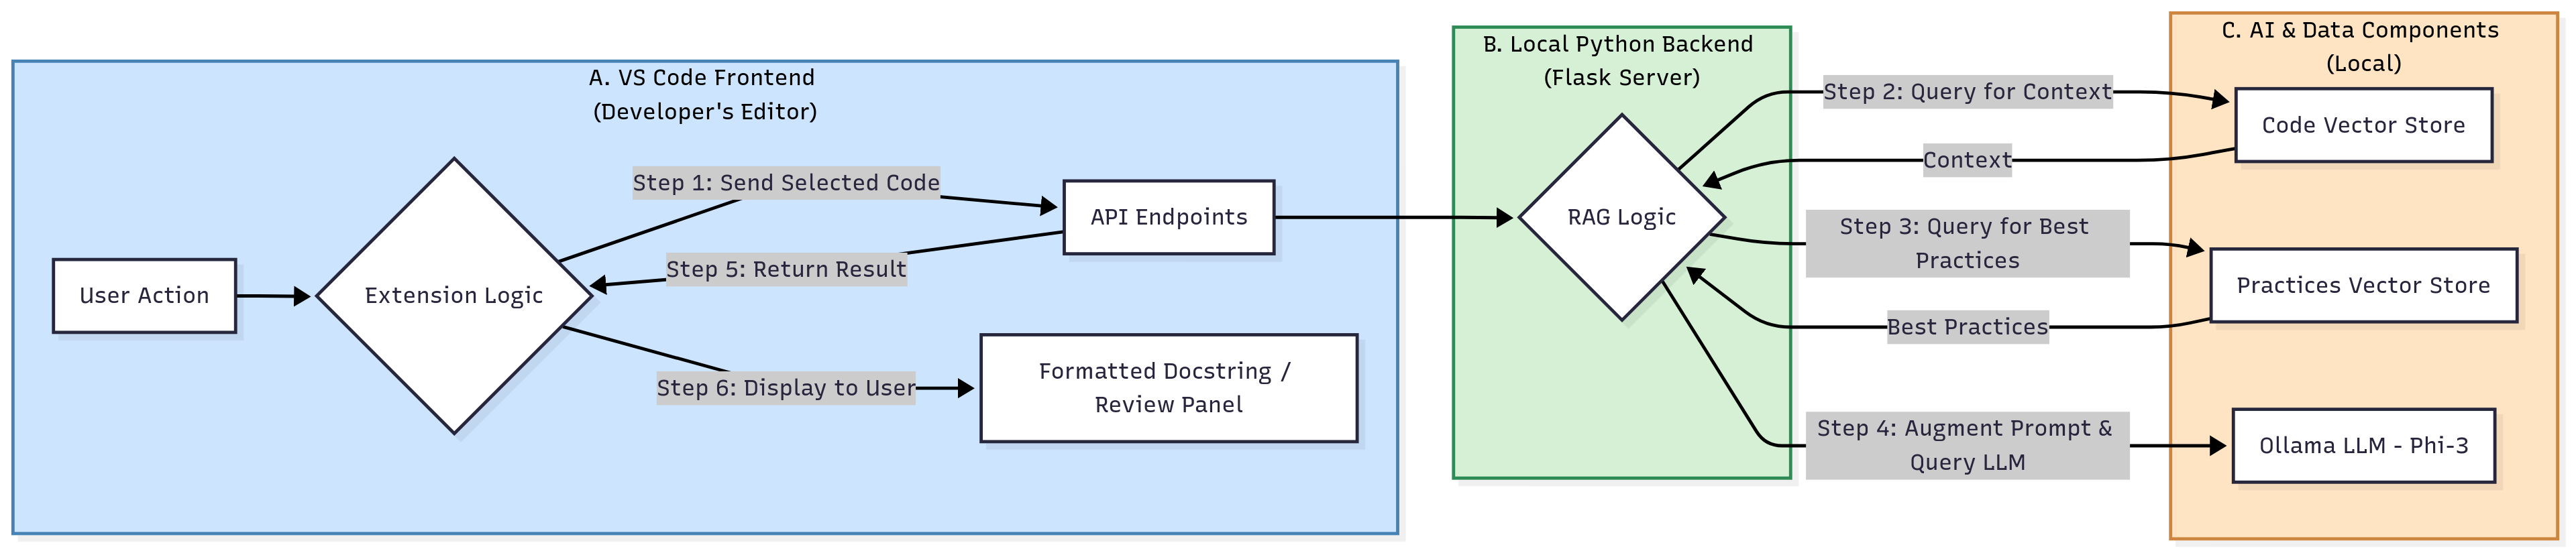 A. VS Code Frontend
(Developer's Editor)
User Action
Extension Logic
Step 1: Send Selected Code
Step 5: Return Result
Step 6: Display to User
API Endpoints
Formatted Docstring /
Review Panel
B. Local Python Backend
(Flask Server)
RAG Logic
Step 2: Query for Context
Context
Step 3: Query for Best
Practices
Best Practices
Step 4: Augment Prompt &
Query LLM
C. AI & Data Components
(Local)
Code Vector Store
Practices Vector Store
Ollama LLM - Phi-3